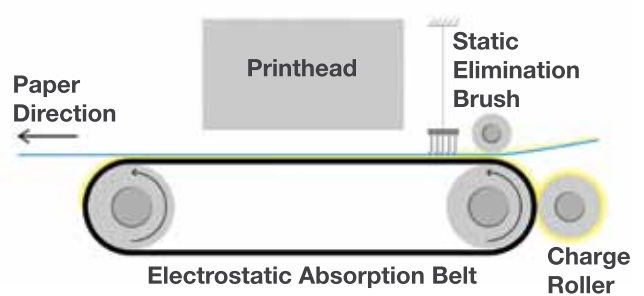 Printhead
Static
Elimination
Brush
Paper
Direction
Electrostatic Absorption Belt
Charge
Roller